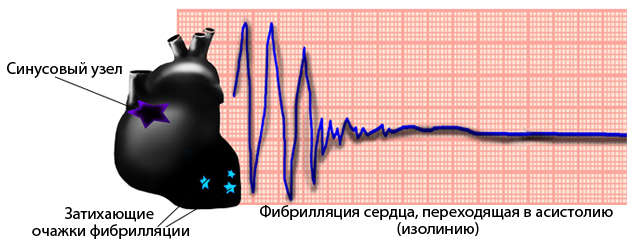 Синусовый узел
Затихающие
очажки фибрилляции
Фибрилляция сердца, переходящая в асистолию
(изолинию)